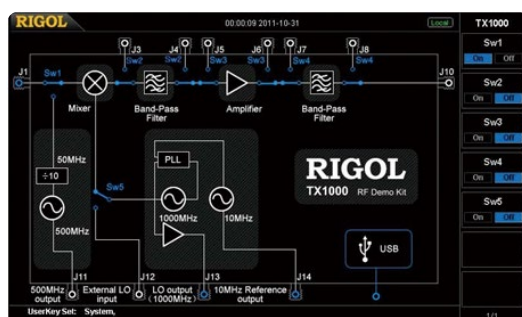 RIGOL 00:00:09 2011-10-31 Local TX1000
Sw1
On Off
Sw2
On Off
Sw3
On Off
Sw4
On Off
Sw5
On Off
J3 J4 J5 J6 J7 J8
Sw2 Sw2 Sw3 Sw3 Sw4 Sw4
J1 Sw1 J10
Mixer Band-Pass Filter Amplifier Band-Pass Filter
50MHz
÷10
500MHz
Sw5
PLL
1000MHz 10MHz
RIGOL
TX1000 RF Demo Kit
USB
J11 J12 J13 J14
500MHz output External LO input LO output (1000MHz) 10MHz Reference output
UserKey Set: System, 1/1